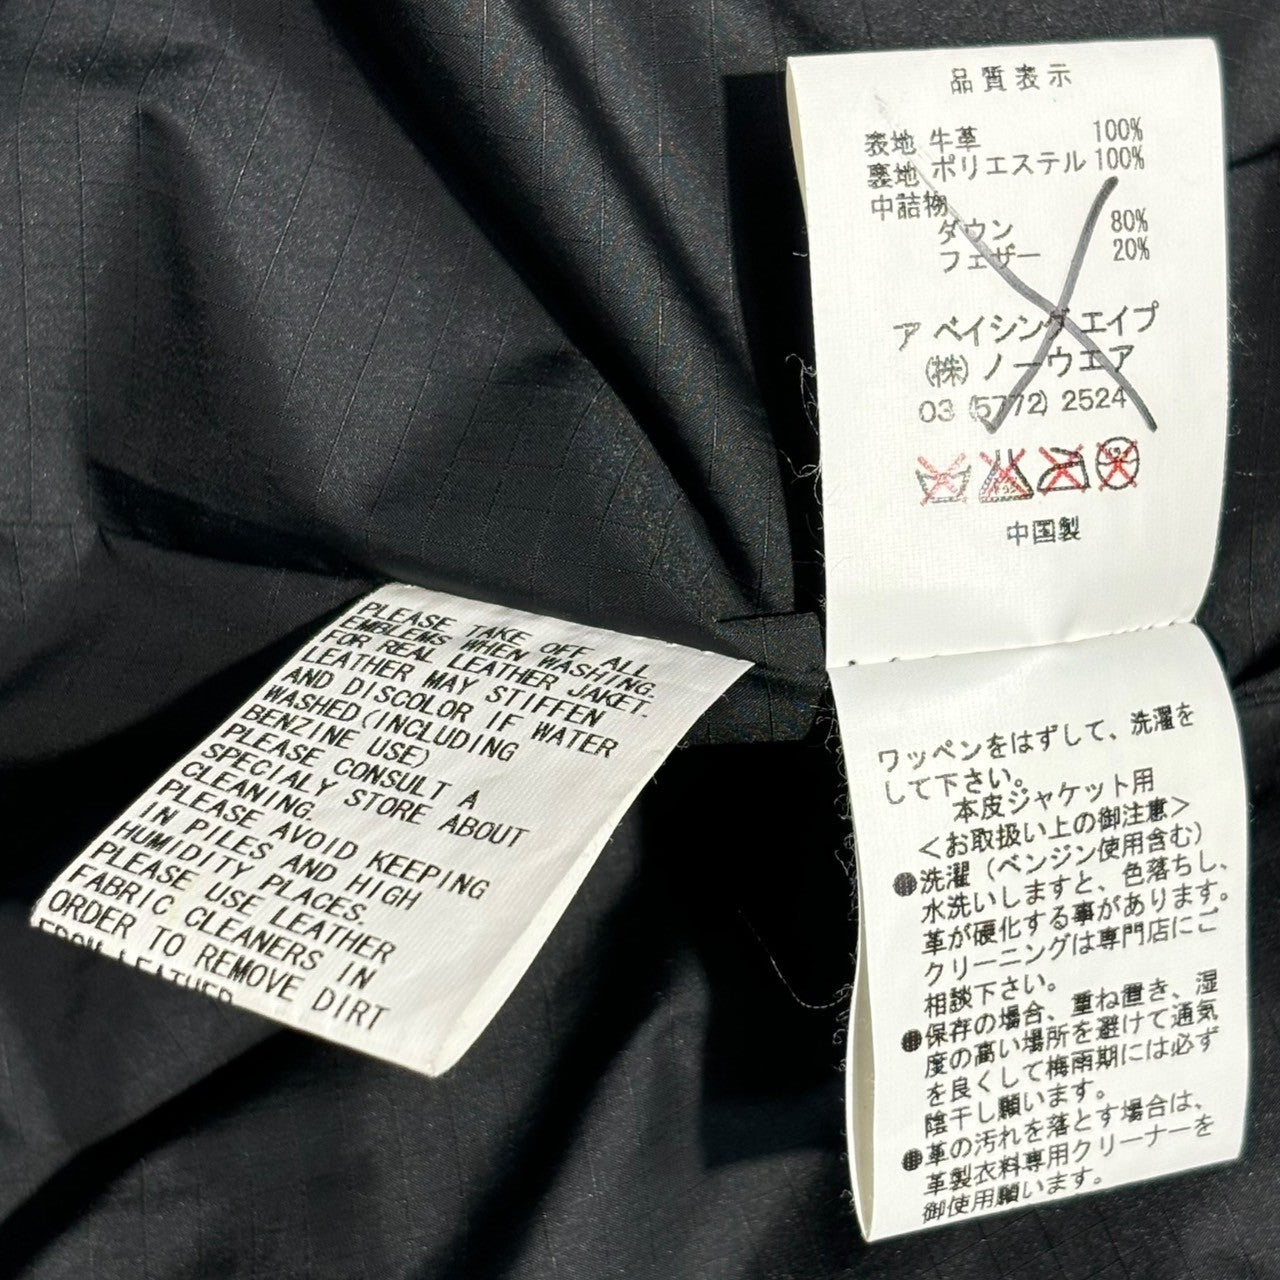 品質表示
表地 牛革 100%
裏地 ポリエステル 100%
中詰物
ダウン 80%
フェザー 20%
ア ベイシング エイプ
(株) ノーウエア
03 (5772) 2524
中国製
ワッペンをはずして、洗濯を
して下さい。
本皮ジャケット用
<お取扱い上の御注意>
●洗濯 (ベンジン使用含む)
水洗いしますと、色落ちし、
革が硬化する事があります。
クリーニングは専門店にご
相談下さい。
●保存の場合、重ね置き、湿
度の高い場所を避けて通気
を良くして梅雨期には必ず
陰干し願います。
●革の汚れを落とす場合は、
革製衣料専用クリーナーを
御使用願います。
PLEASE TAKE OFF ALL
EMBLEMS WHEN WASHING.
FOR REAL LEATHER JAKET.
LEATHER MAY STIFFEN
AND DISCOLOR IF WATER
WASHED(INCLUDING
BENZINE USE)
PLEASE CONSULT A
SPECIALY STORE ABOUT
CLEANING.
PLEASE AVOID KEEPING
IN PILES AND HIGH
HUMIDITY PLACES.
PLEASE USE LEATHER
FABRIC CLEANERS IN
ORDER TO REMOVE DIRT
FROM LEATHER